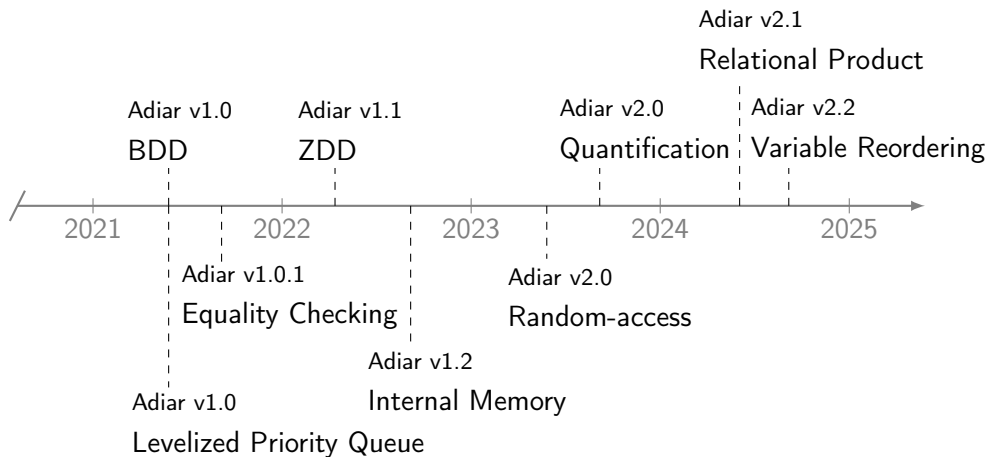 Adiar v2.1
Relational Product
Adiar v1.0
BDD
Adiar v1.1
ZDD
Adiar v2.0
Quantification
Adiar v2.2
Variable Reordering
2021 2022 2023 2024 2025
Adiar v1.0.1
Equality Checking
Adiar v2.0
Random-access
Adiar v1.2
Internal Memory
Adiar v1.0
Levelized Priority Queue